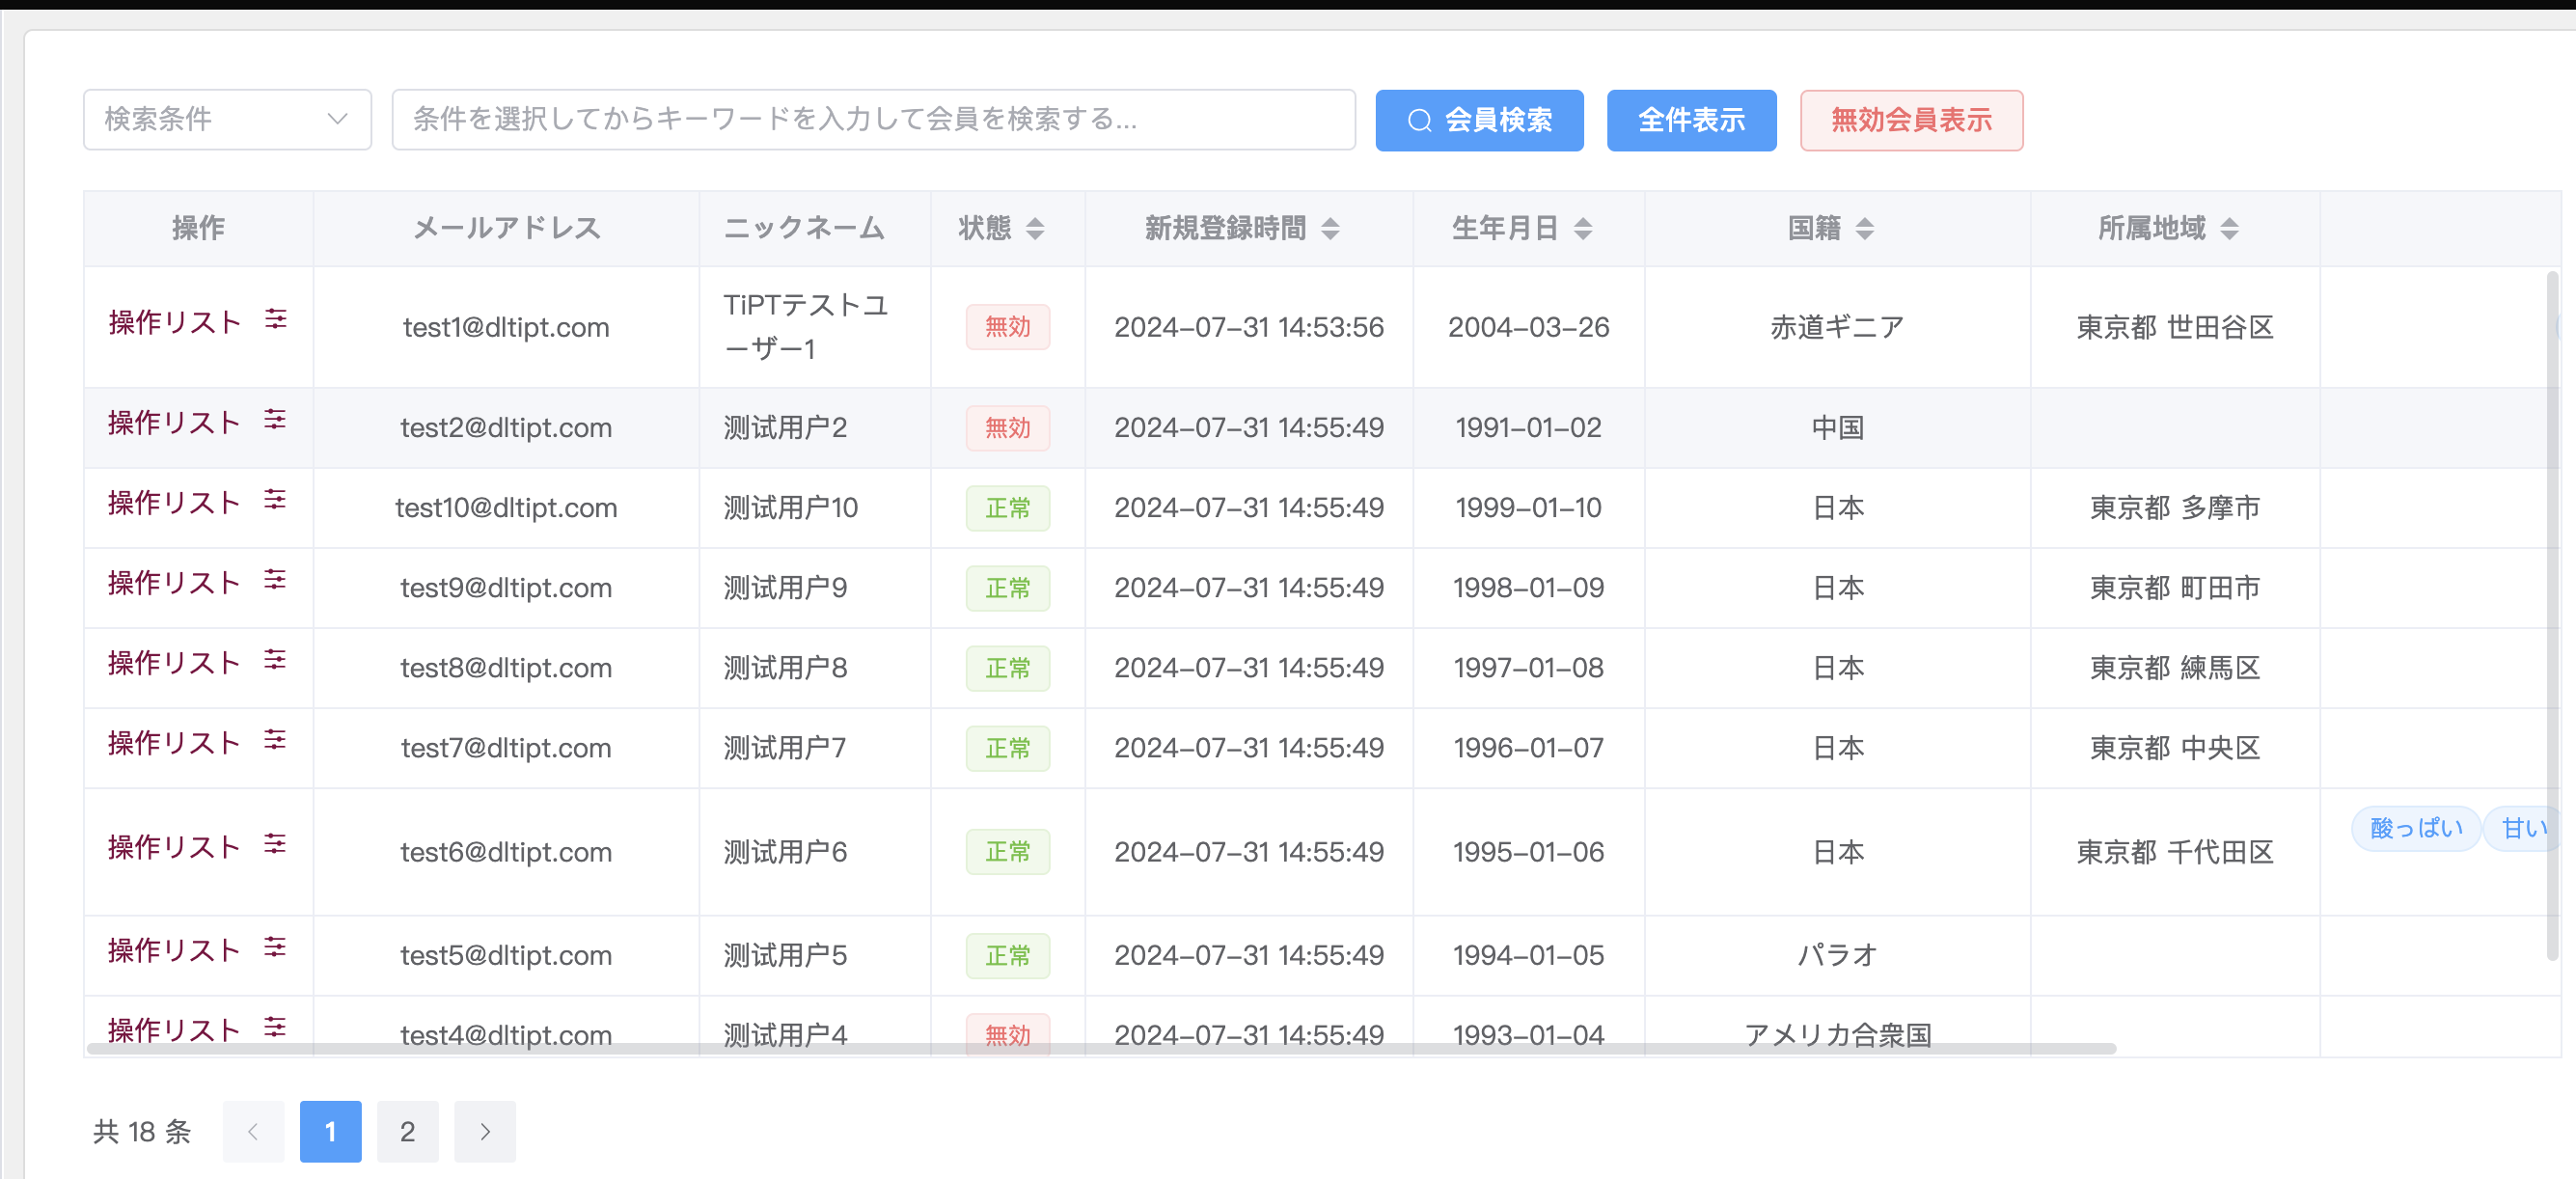 検索条件 条件を選択してからキーワードを入力して会員を検索する... 会員検索 全件表示 無効会員表示
操作 メールアドレス ニックネーム 状態 新規登録時間 生年月日 国籍 所属地域
操作リスト test1@dltipt.com TiPTテストユーザー1 無効 2024-07-31 14:53:56 2004-03-26 赤道ギニア 東京都 世田谷区
操作リスト test2@dltipt.com 测试用户2 無効 2024-07-31 14:55:49 1991-01-02 中国
操作リスト test10@dltipt.com 测试用户10 正常 2024-07-31 14:55:49 1999-01-10 日本 東京都 多摩市
操作リスト test9@dltipt.com 测试用户9 正常 2024-07-31 14:55:49 1998-01-09 日本 東京都 町田市
操作リスト test8@dltipt.com 测试用户8 正常 2024-07-31 14:55:49 1997-01-08 日本 東京都 練馬区
操作リスト test7@dltipt.com 测试用户7 正常 2024-07-31 14:55:49 1996-01-07 日本 東京都 中央区
操作リスト test6@dltipt.com 测试用户6 正常 2024-07-31 14:55:49 1995-01-06 日本 東京都 千代田区 酸っぱい 甘い
操作リスト test5@dltipt.com 测试用户5 正常 2024-07-31 14:55:49 1994-01-05 パラオ
操作リスト test4@dltipt.com 测试用户4 無効 2024-07-31 14:55:49 1993-01-04 アメリカ合衆国
共 18 条 1 2